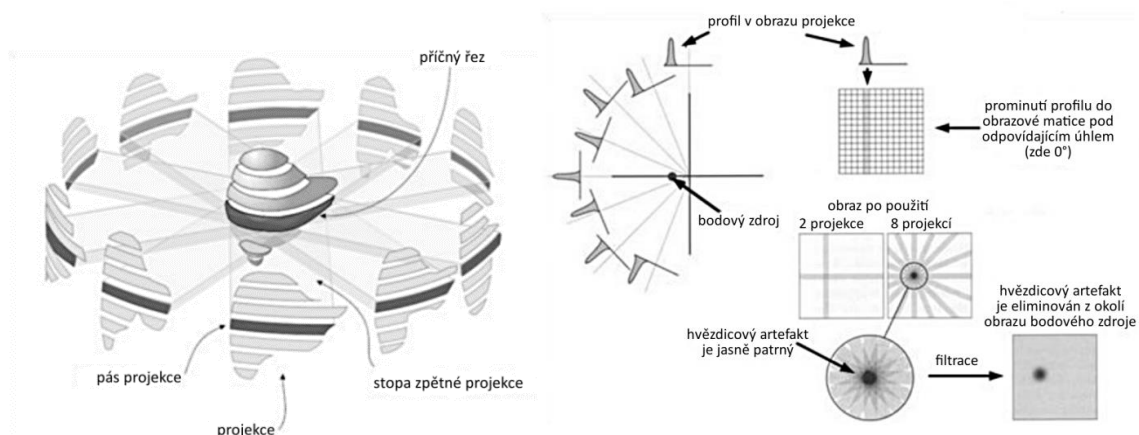 příčný řez
pás projekce
stopa zpětné projekce
projekce
profil v obrazu projekce
prominutí profilu do
obrazové matice pod
odpovídajícím úhlem
(zde 0°)
bodový zdroj
obraz po použití
2 projekce
8 projekcí
hvězdicový artefakt
je jasně patrný
filtrace
hvězdicový artefakt
je eliminován z okolí
obrazu bodového zdroje